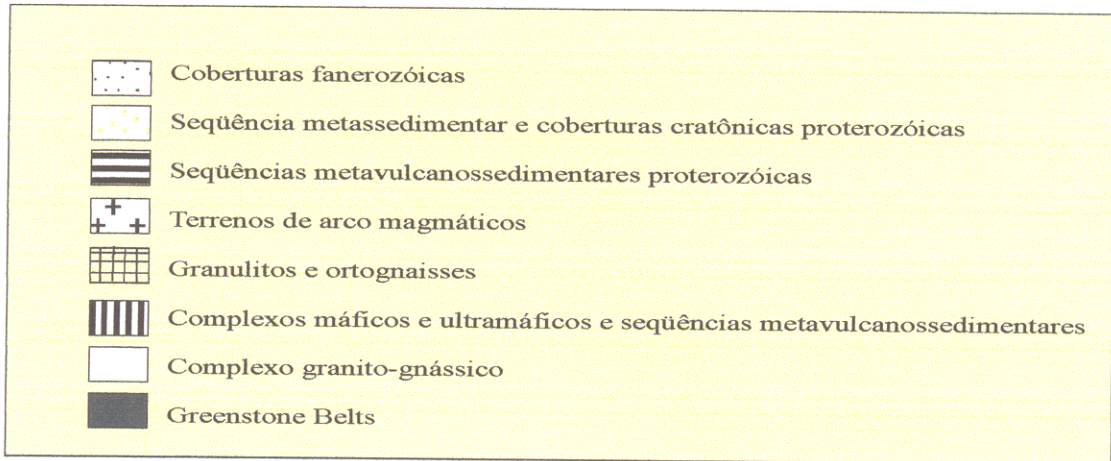 Coberturas fanerozóicas
Seqüência metassedimentar e coberturas cratônicas proterozóicas
Seqüências metavulcanossedimentares proterozóicas
Terrenos de arco magmáticos
Granulitos e ortognaisses
Complexos máficos e ultramáficos e seqüências metavulcanossedimentares
Complexo granito-gnássico
Greenstone Belts